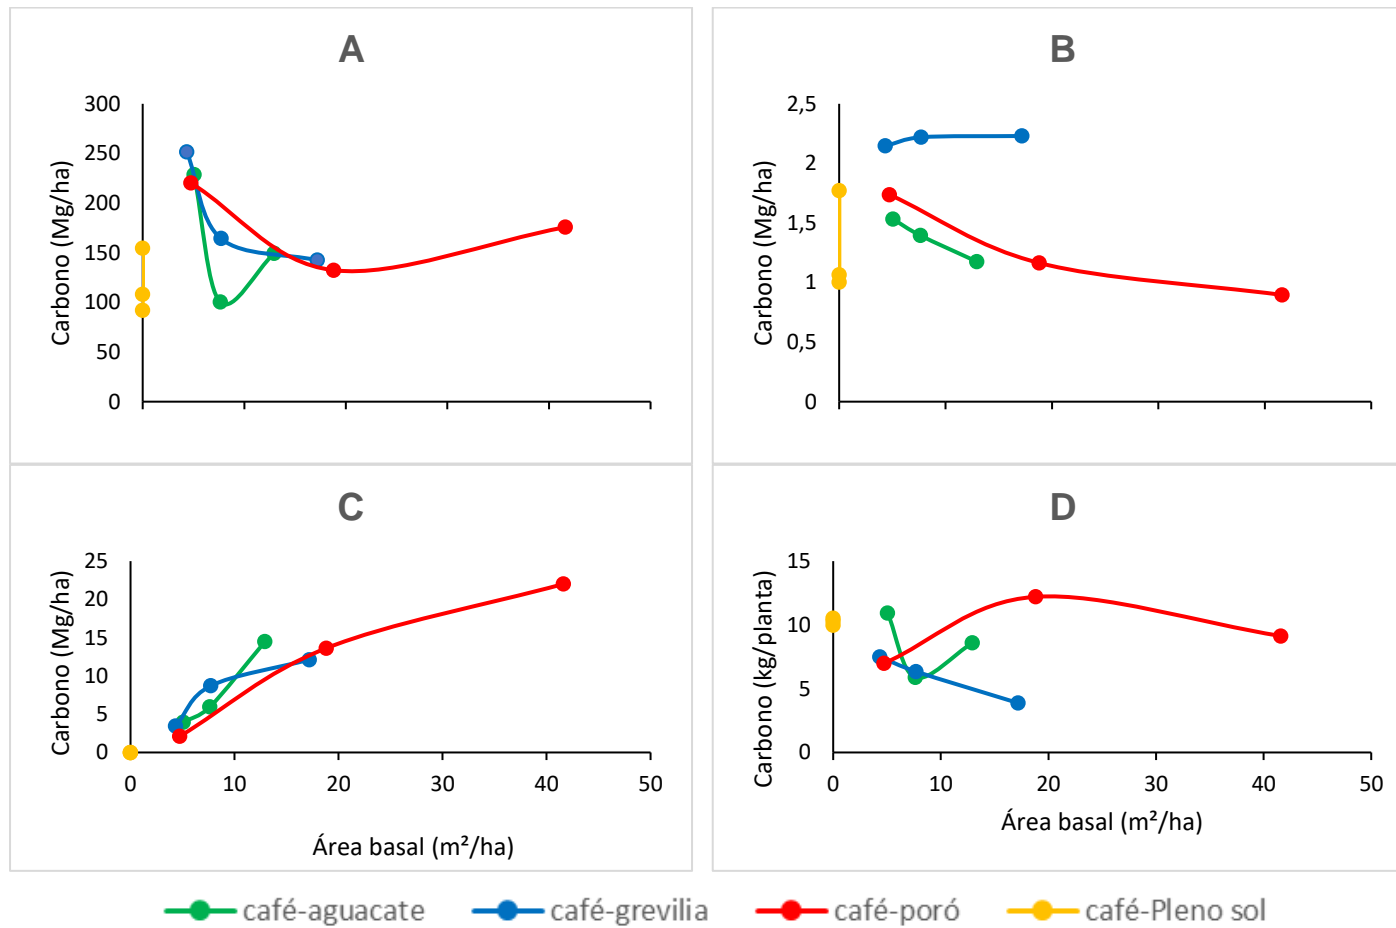 A
Carbono (Mg/ha)
300
250
200
150
100
50
0
B
Carbono (Mg/ha)
2,5
2
1,5
1
0,5
0
C
Carbono (Mg/ha)
25
20
15
10
5
0
0 10 20 30 40 50
Área basal (m²/ha)
D
Carbono (kg/planta)
15
10
5
0
0 10 20 30 40 50
Área basal (m²/ha)
café-aguacate café-grevilia café-poró café-Pleno sol